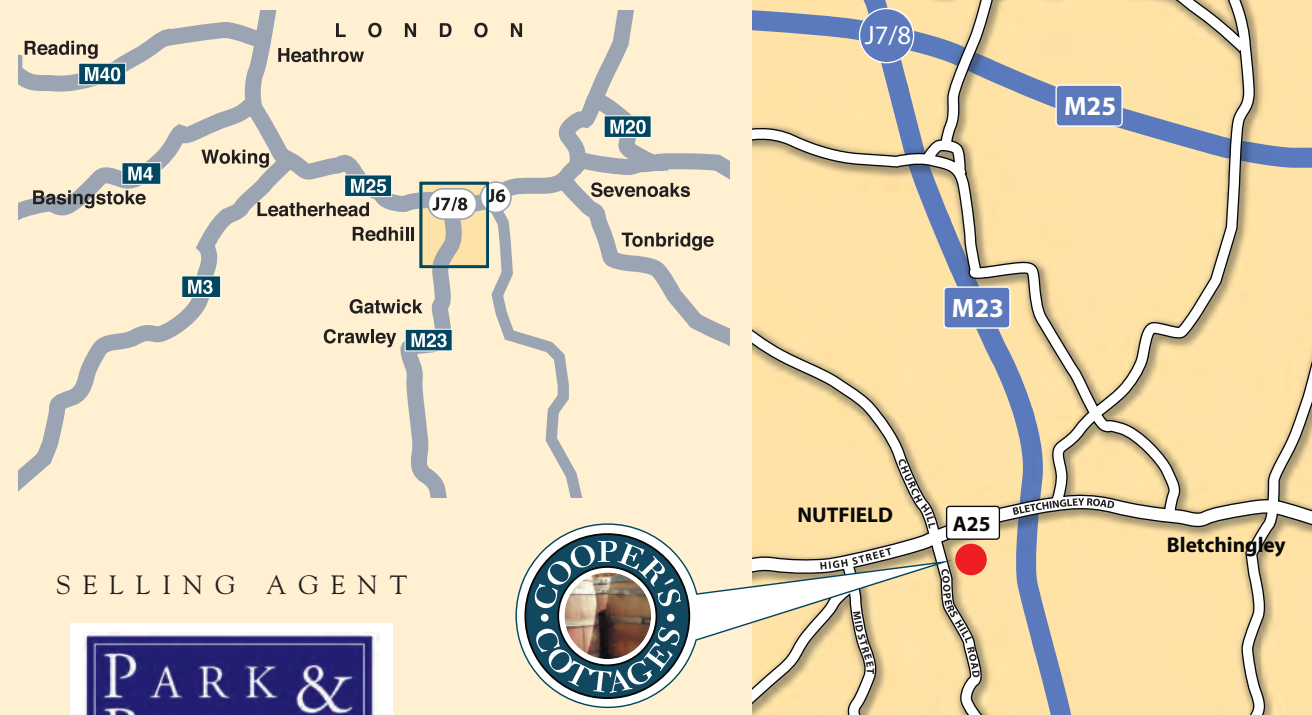 LONDON
Reading
M40
Heathrow
M20
Woking
M4
Basingstoke
M25
Leatherhead
J7/8
J6
Sevenoaks
Redhill
Tonbridge
M3
Gatwick
Crawley
M23
SELLING AGENT
PARK &
COOPER'S
COTTAGES
J7/8
M25
M23
CHURCH HILL
NUTFIELD
A25
BLETCHINGLEY ROAD
Bletchingley
HIGH STREET
COOPERS HILL ROAD
MID STREET